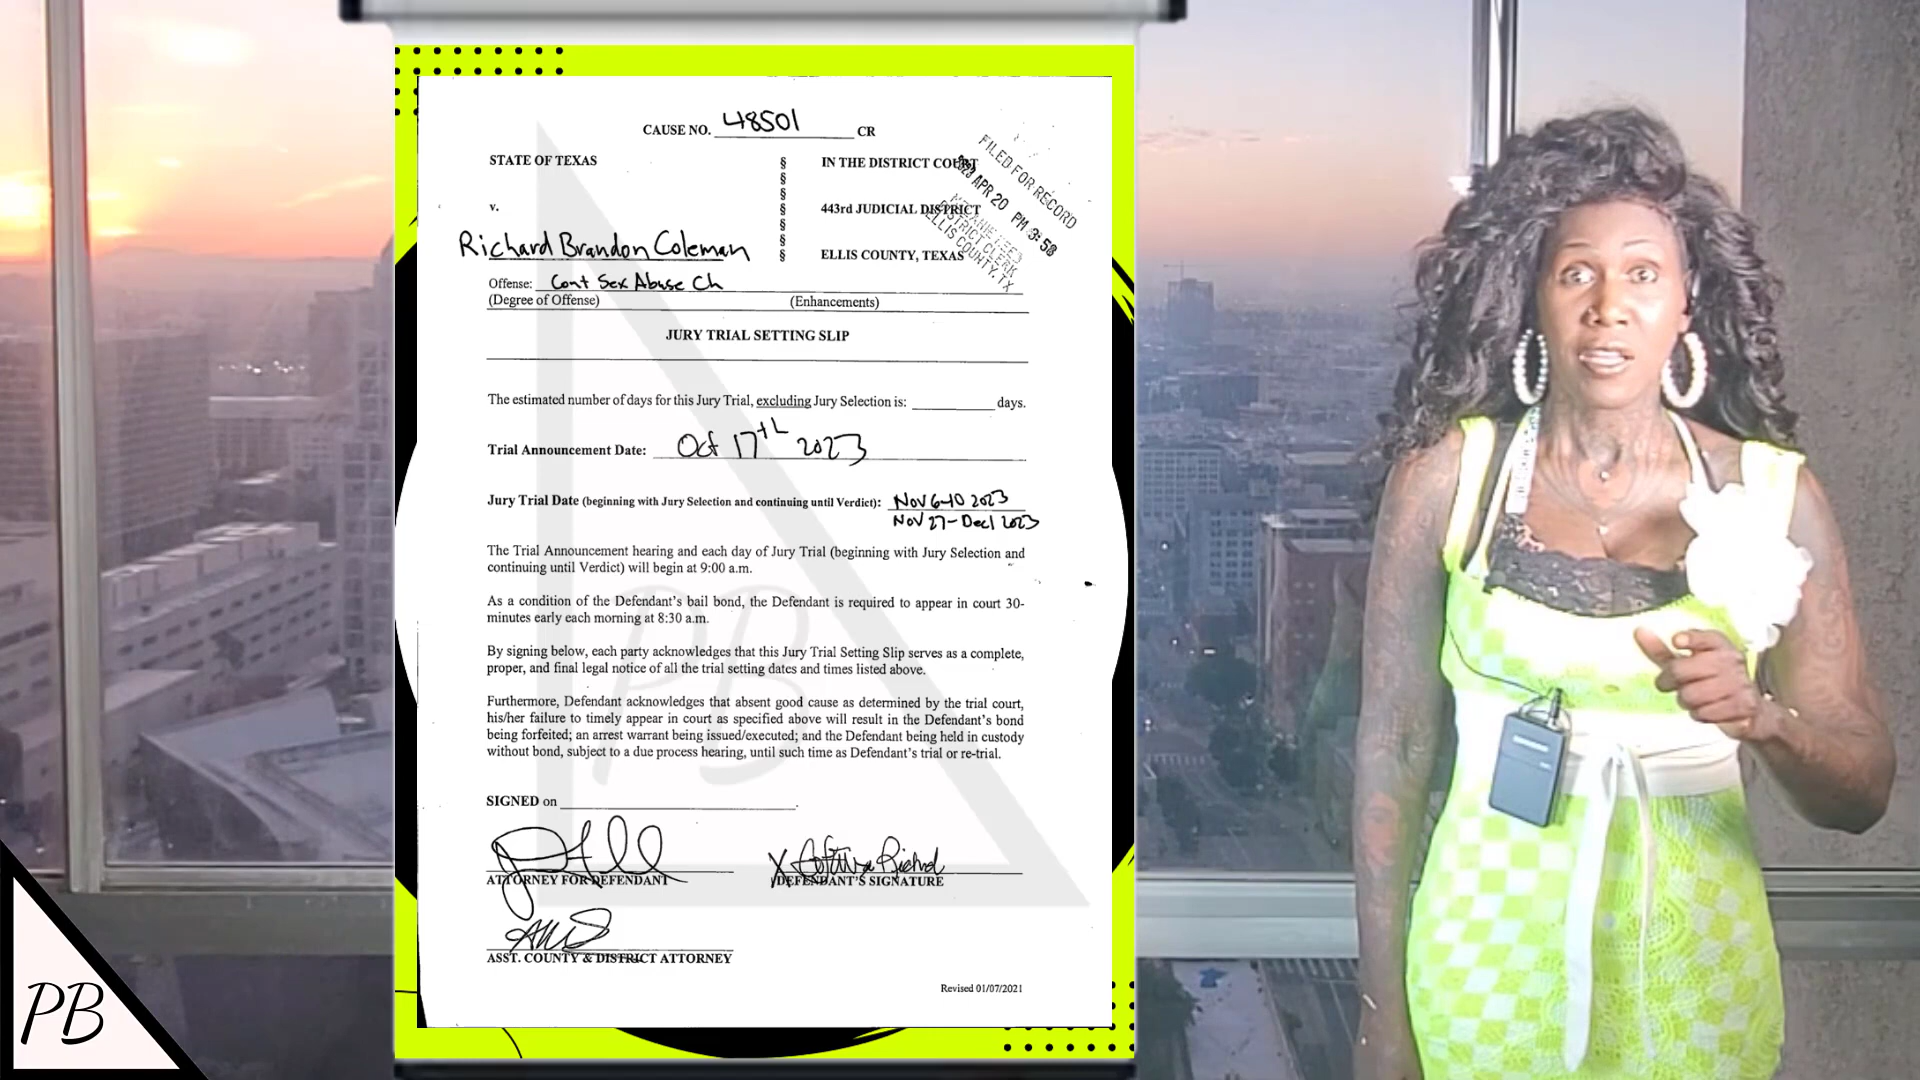 CAUSE NO. 48501 CR
STATE OF TEXAS
v.
Richard Brandon Coleman
§
§
§
§
§
§
§
IN THE DISTRICT COURT
443rd JUDICIAL DISTRICT
ELLIS COUNTY, TEXAS
FILED FOR RECORD
2023 APR 20 PM 3:58
DISTRICT CLERK
ELLIS COUNTY, TX
Offense: Cont Sex Abuse Ch
(Degree of Offense) (Enhancements)
JURY TRIAL SETTING SLIP
The estimated number of days for this Jury Trial, excluding Jury Selection is: days.
Trial Announcement Date: Oct 17th 2023
Jury Trial Date (beginning with Jury Selection and continuing until Verdict): Nov 6-10 2023
Nov 27-Dec 1 2023
The Trial Announcement hearing and each day of Jury Trial (beginning with Jury Selection and
continuing until Verdict) will begin at 9:00 a.m.
As a condition of the Defendant's bail bond, the Defendant is required to appear in court 30-
minutes early each morning at 8:30 a.m.
By signing below, each party acknowledges that this Jury Trial Setting Slip serves as a complete,
proper, and final legal notice of all the trial setting dates and times listed above.
Furthermore, Defendant acknowledges that absent good cause as determined by the trial court,
his/her failure to timely appear in court as specified above will result in the Defendant's bond
being forfeited; an arrest warrant being issued/executed; and the Defendant being held in custody
without bond, subject to a due process hearing, until such time as Defendant's trial or re-trial.
SIGNED on .
X
ATTORNEY FOR DEFENDANT
DEFENDANT'S SIGNATURE
ASST. COUNTY & DISTRICT ATTORNEY
Revised 01/07/2021
PB
PB